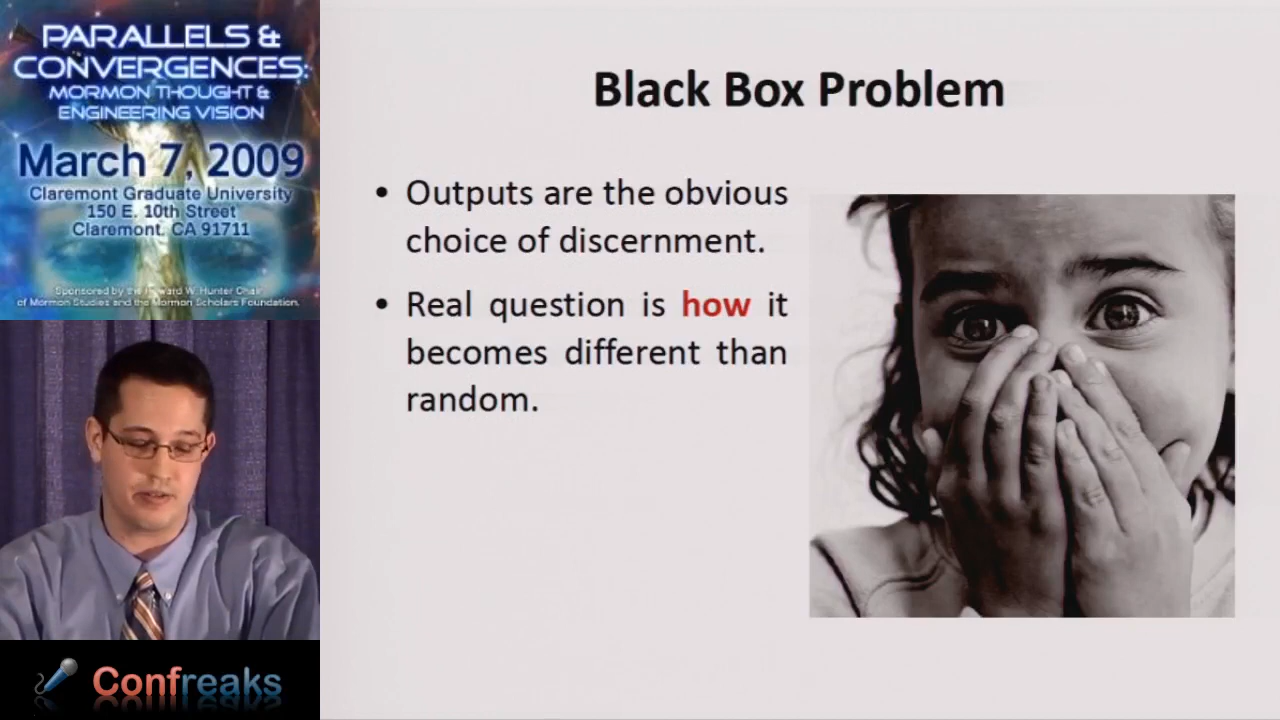 PARALLELS &
CONVERGENCES:
MORMON THOUGHT &
ENGINEERING VISION
March 7, 2009
Claremont Graduate University
150 E. 10th Street
Claremont, CA 91711
Sponsored by the Howard W. Hunter Chair
of Mormon Studies and the Mormon Scholars Foundation.
Confreaks
Black Box Problem
• Outputs are the obvious
choice of discernment.
• Real question is how it
becomes different than
random.